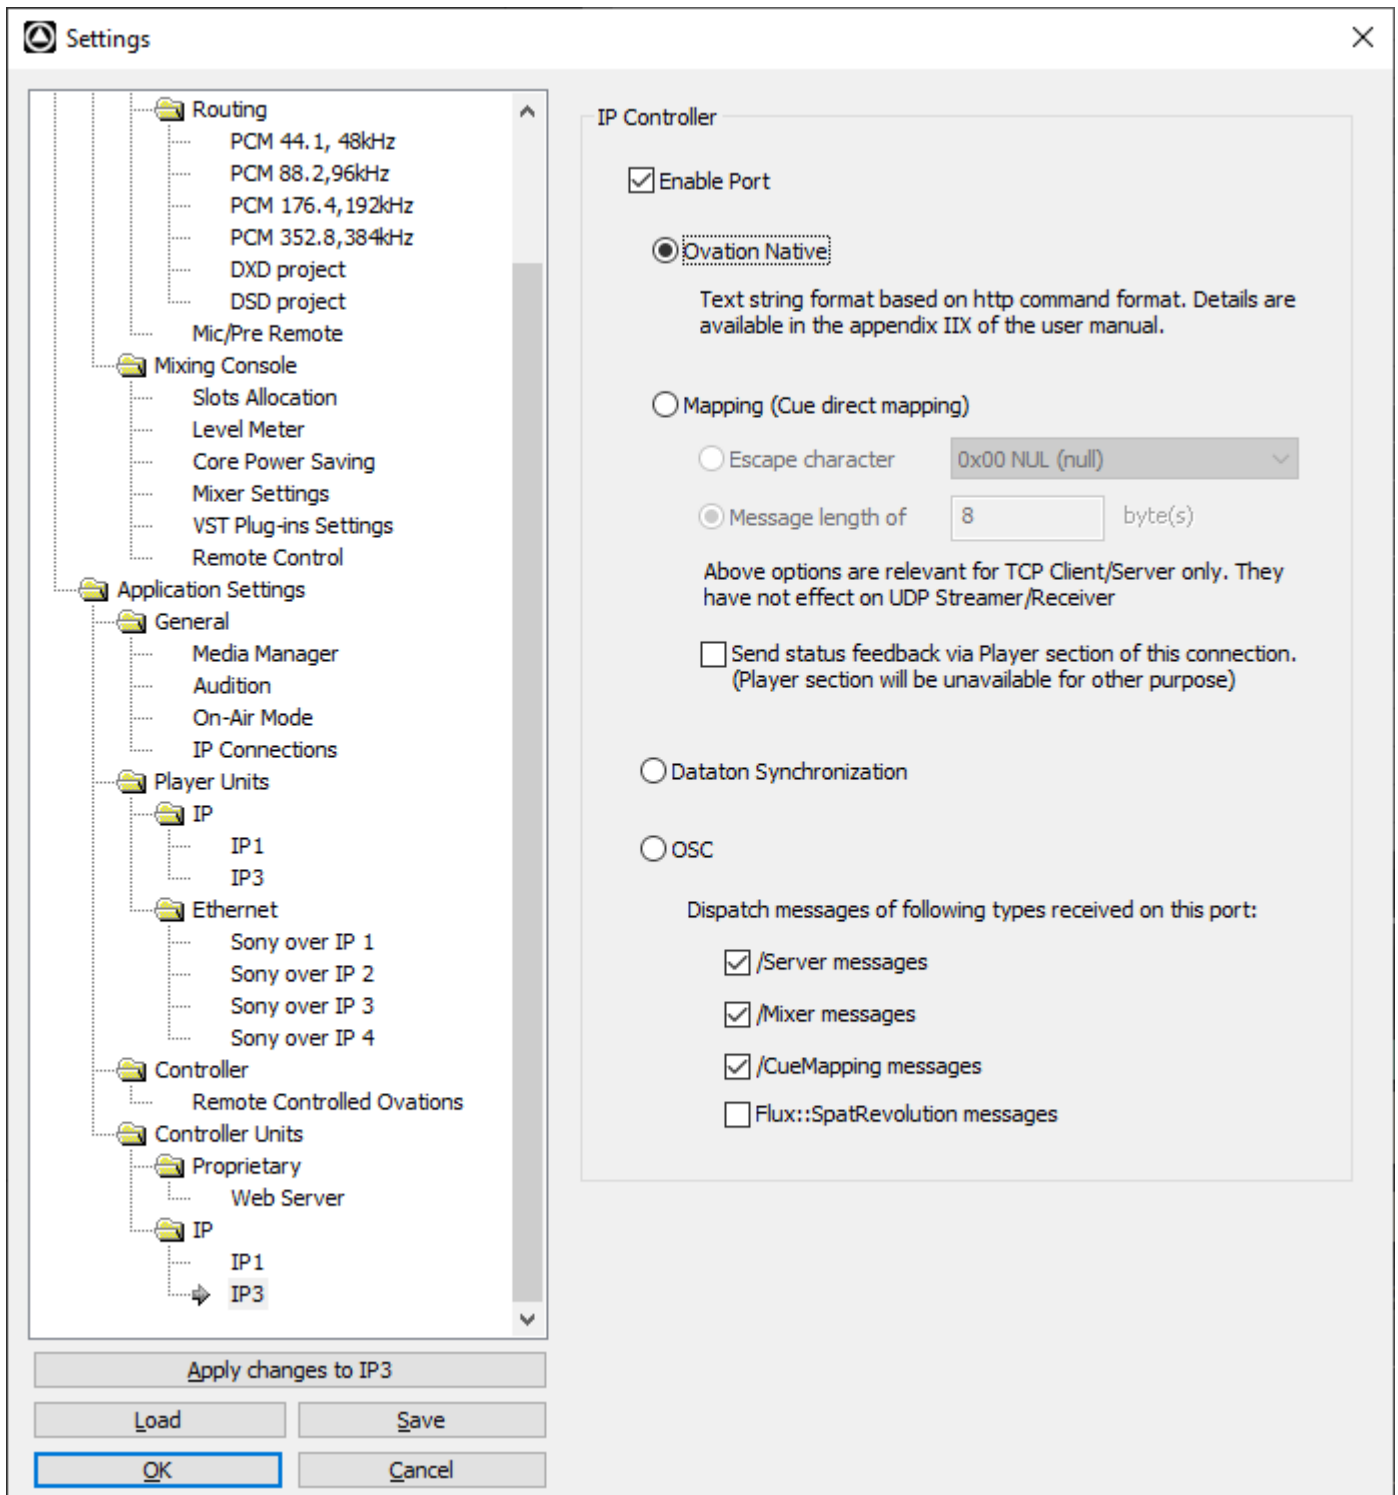 Settings
Routing
PCM 44.1, 48kHz
PCM 88.2,96kHz
PCM 176.4,192kHz
PCM 352.8,384kHz
DXD project
DSD project
Mic/Pre Remote
Mixing Console
Slots Allocation
Level Meter
Core Power Saving
Mixer Settings
VST Plug-ins Settings
Remote Control
Application Settings
General
Media Manager
Audition
On-Air Mode
IP Connections
Player Units
IP
IP1
IP3
Ethernet
Sony over IP 1
Sony over IP 2
Sony over IP 3
Sony over IP 4
Controller
Remote Controlled Ovations
Controller Units
Proprietary
Web Server
IP
IP1
IP3
Apply changes to IP3
Load
Save
OK
Cancel
IP Controller
Enable Port
Ovation Native
Text string format based on http command format. Details are
available in the appendix IIX of the user manual.
Mapping (Cue direct mapping)
Escape character
0x00 NUL (null)
Message length of
8
byte(s)
Above options are relevant for TCP Client/Server only. They
have not effect on UDP Streamer/Receiver
Send status feedback via Player section of this connection.
(Player section will be unavailable for other purpose)
Dataton Synchronization
OSC
Dispatch messages of following types received on this port:
/Server messages
/Mixer messages
/CueMapping messages
Flux::SpatRevolution messages